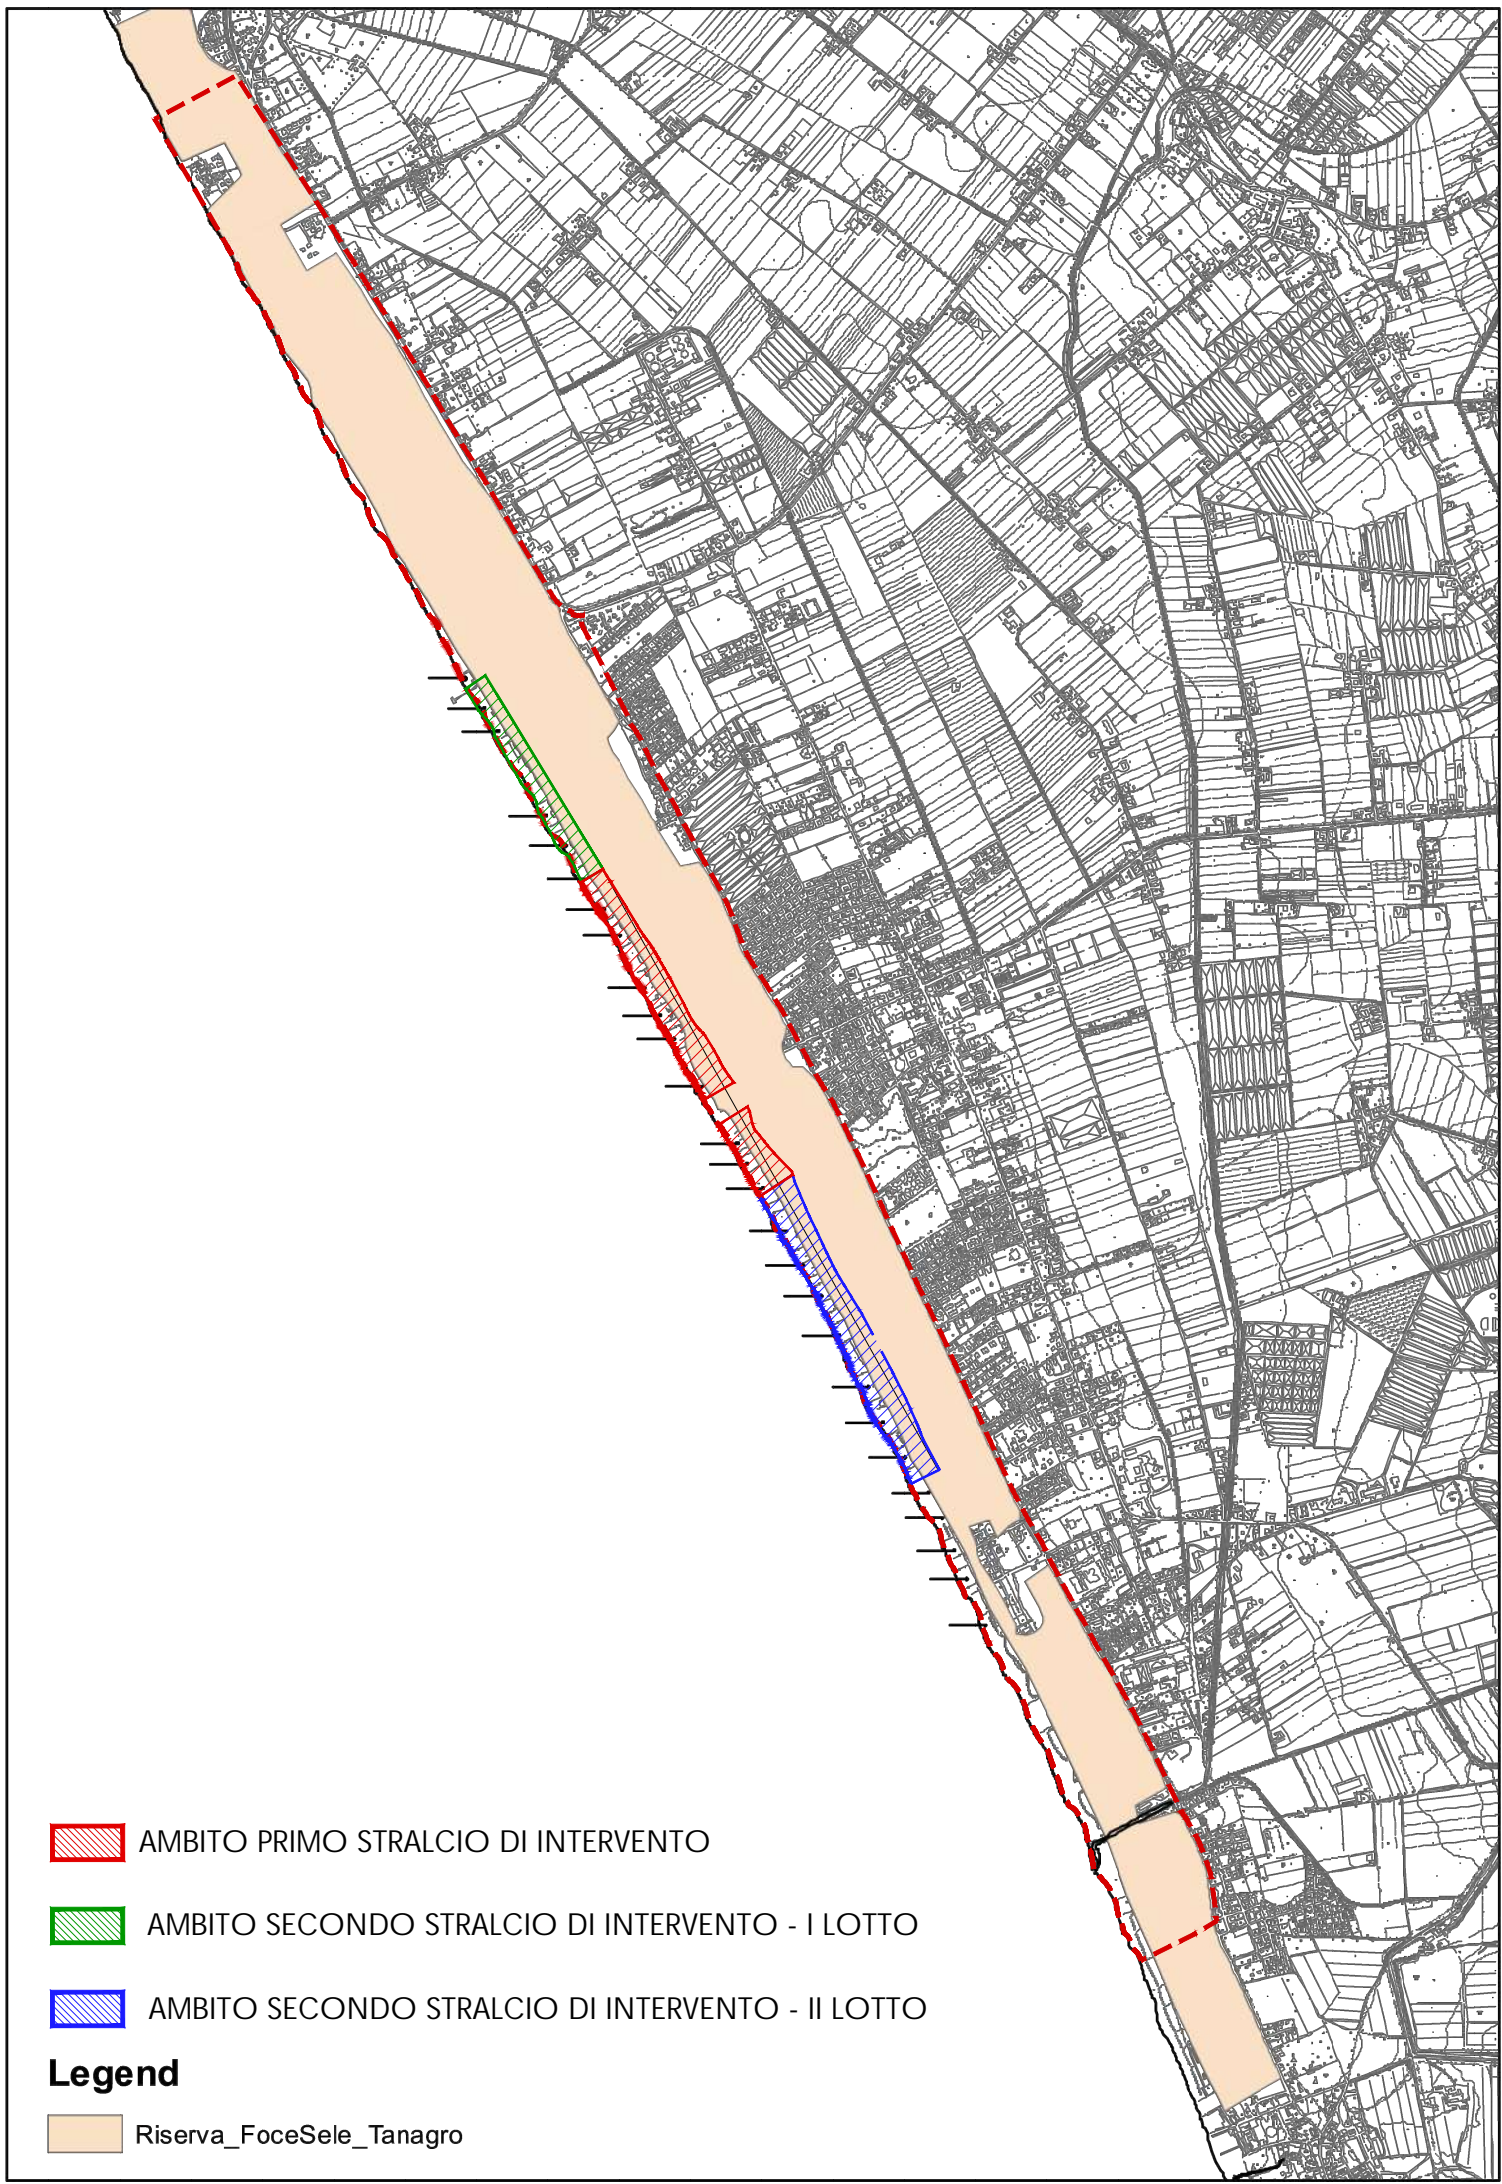 AMBITO PRIMO STRALCIO DI INTERVENTO
AMBITO SECONDO STRALCIO DI INTERVENTO - I LOTTO
AMBITO SECONDO STRALCIO DI INTERVENTO - II LOTTO
Legend
Riserva_FoceSele_Tanagro